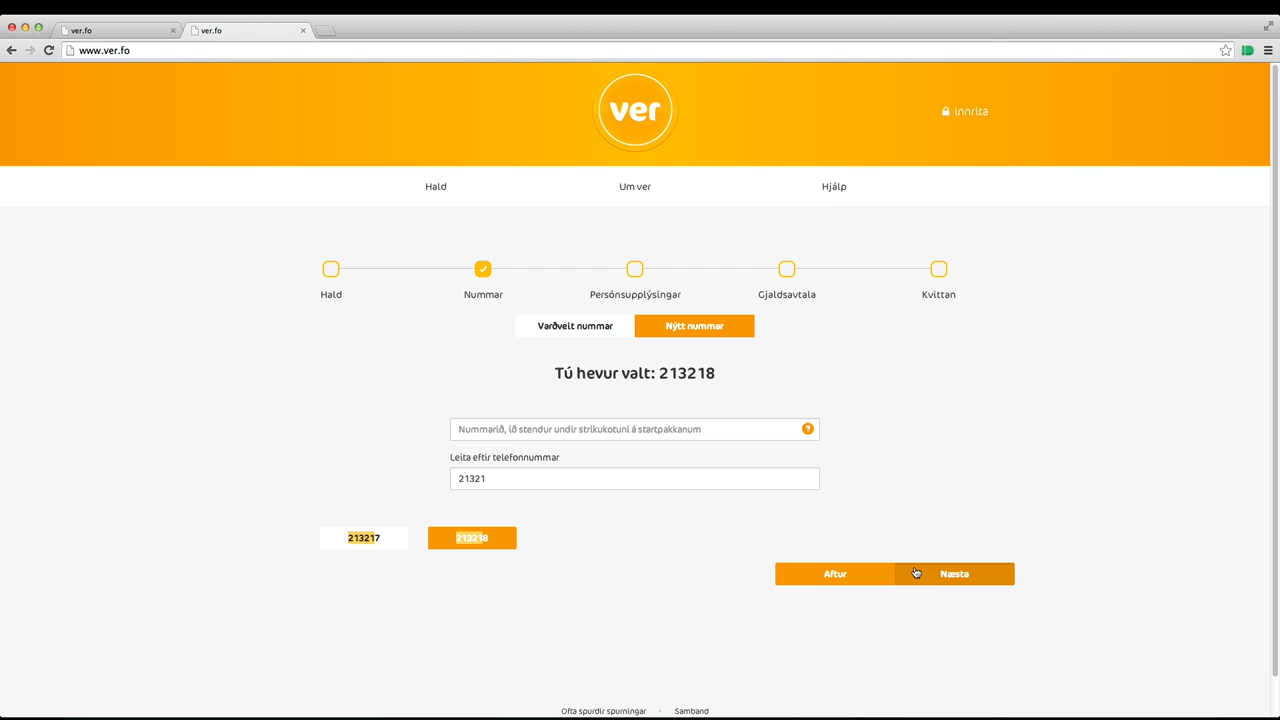 ver.fo
ver.fo
www.ver.fo
ver
innrita
Hald
Um ver
Hjálp
Hald
Nummar
Persónsupplýsingar
Gjaldsavtala
Kvittan
Varðveit nummar
Nýtt nummar
Tú hevur valt: 213218
Nummarið, ið stendur undir strikukotuni á startpakkanum
?
Leita eftir telefonnummar
21321
213217
213218
Aftur
Næsta
Ofta spurdir spurningar
Samband